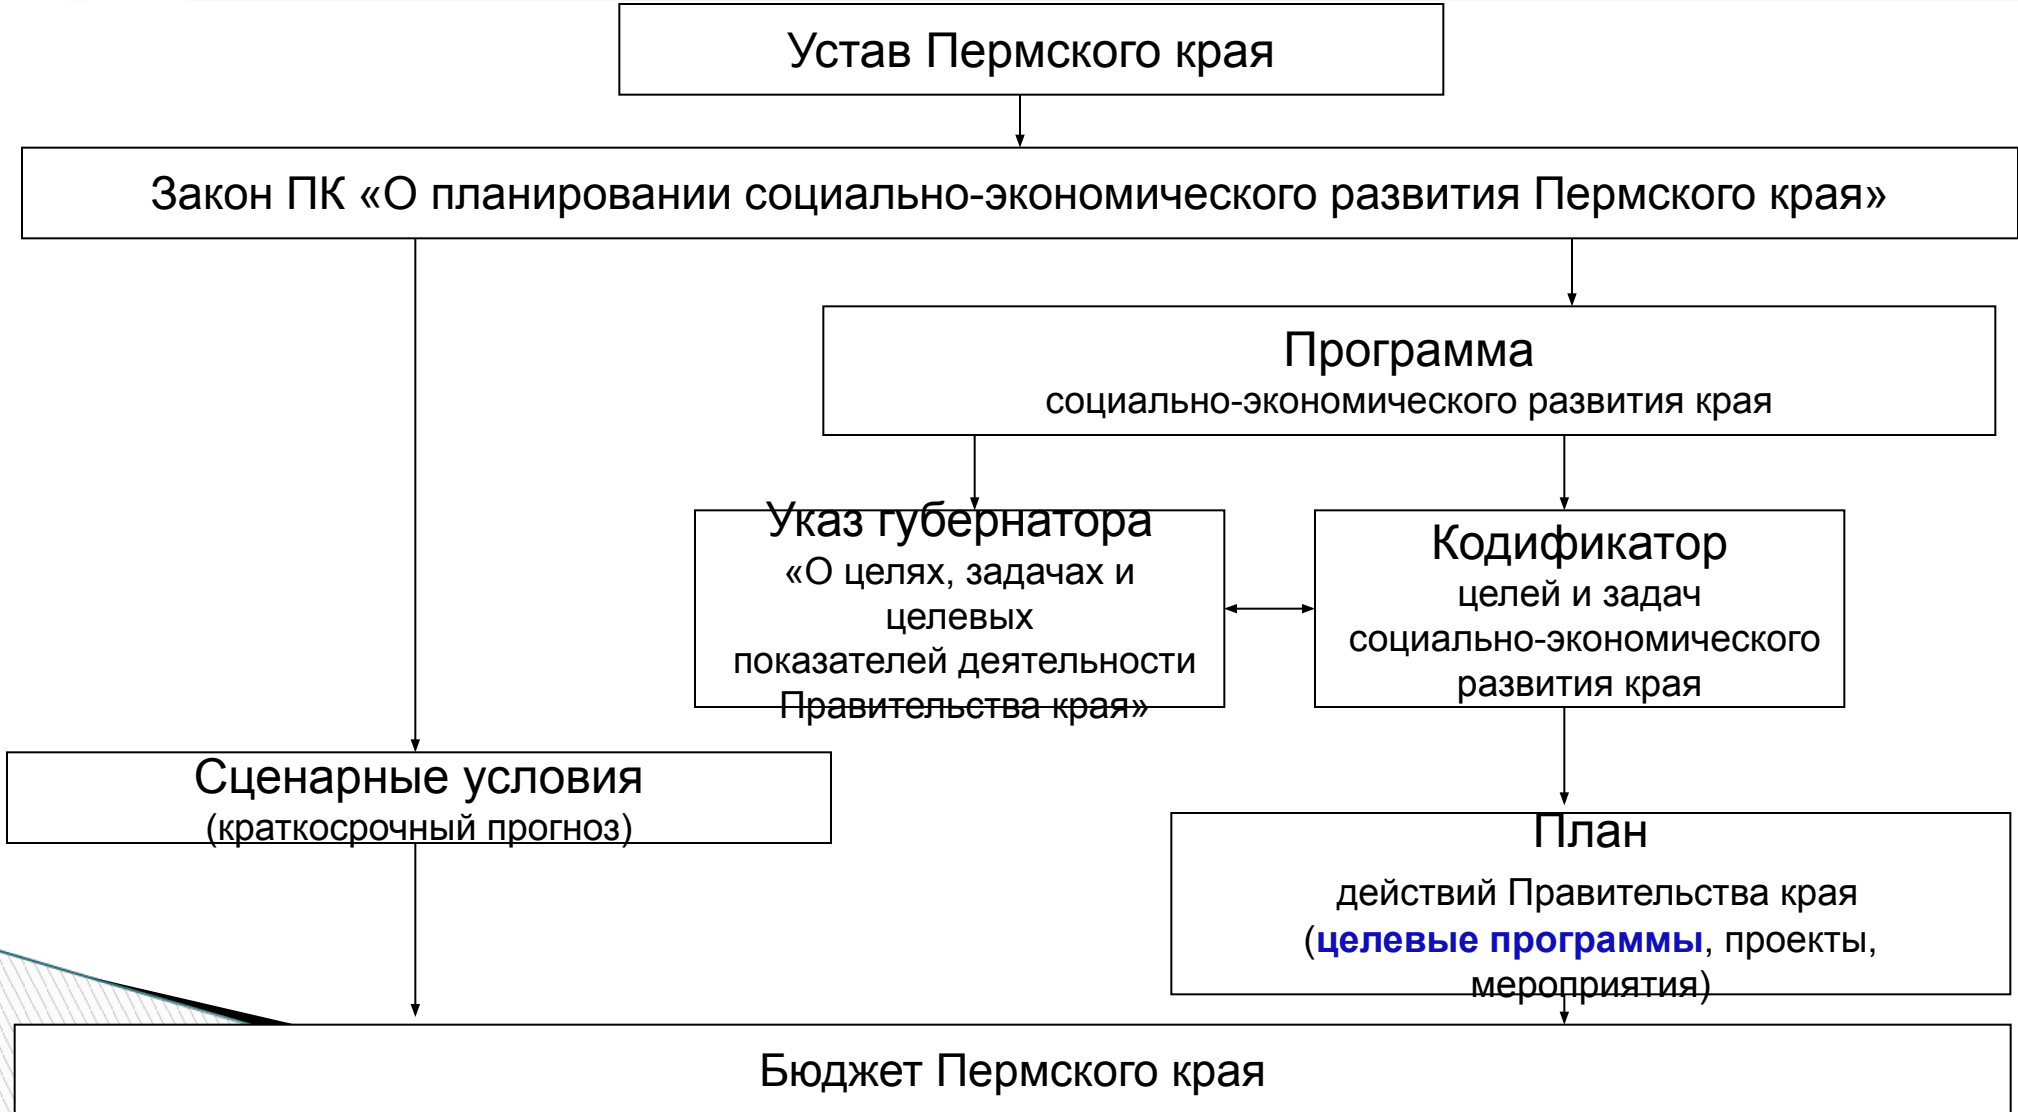 Устав Пермского края
Закон ПК «О планировании социально-экономического развития Пермского края»
Программа
социально-экономического развития края
Указ губернатора
«О целях, задачах и
целевых
показателей деятельности
Правительства края»
Кодификатор
целей и задач
социально-экономического
развития края
Сценарные условия
(краткосрочный прогноз)
План
действий Правительства края
(целевые программы, проекты,
мероприятия)
Бюджет Пермского края